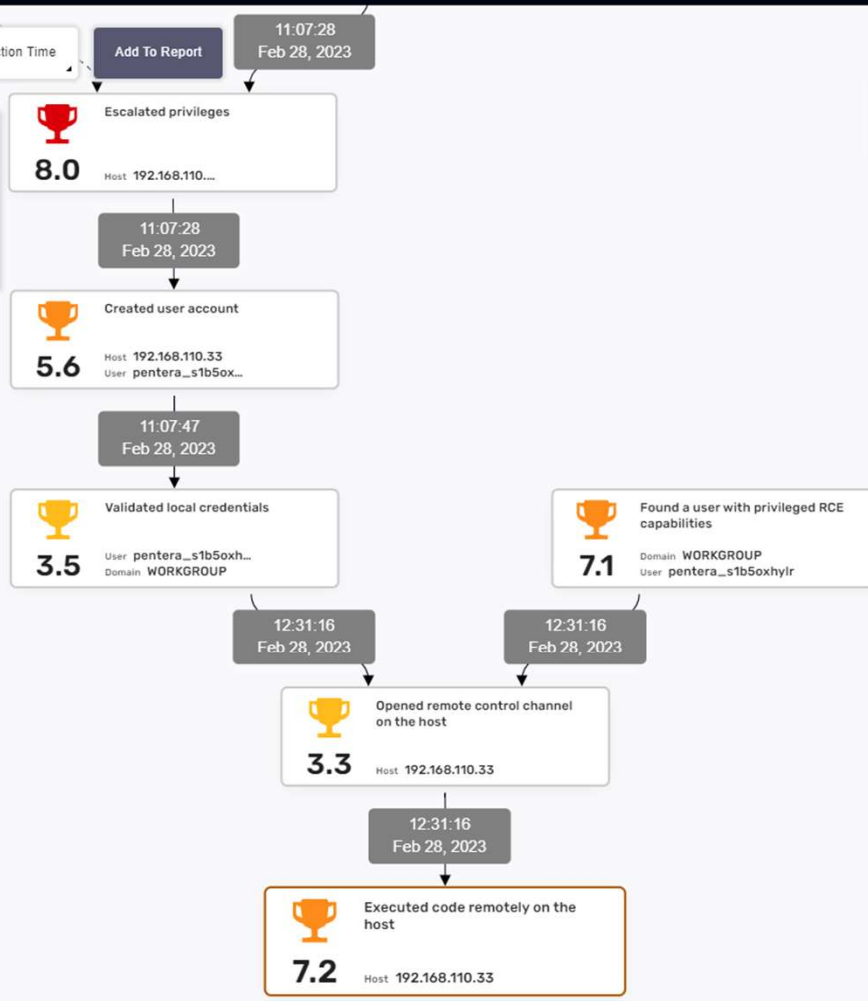 11:07:28
Feb 28, 2023
tion Time
Add To Report
Escalated privileges
8.0
Host 192.168.110....
11:07:28
Feb 28, 2023
Created user account
5.6
Host 192.168.110.33
User pentera_s1b5ox...
11:07:47
Feb 28, 2023
Validated local credentials
3.5
User pentera_s1b5oxh...
Domain WORKGROUP
Found a user with privileged RCE
capabilities
7.1
Domain WORKGROUP
User pentera_s1b5oxhylr
12:31:16
Feb 28, 2023
12:31:16
Feb 28, 2023
Opened remote control channel
on the host
3.3
Host 192.168.110.33
12:31:16
Feb 28, 2023
Executed code remotely on the
host
7.2
Host 192.168.110.33